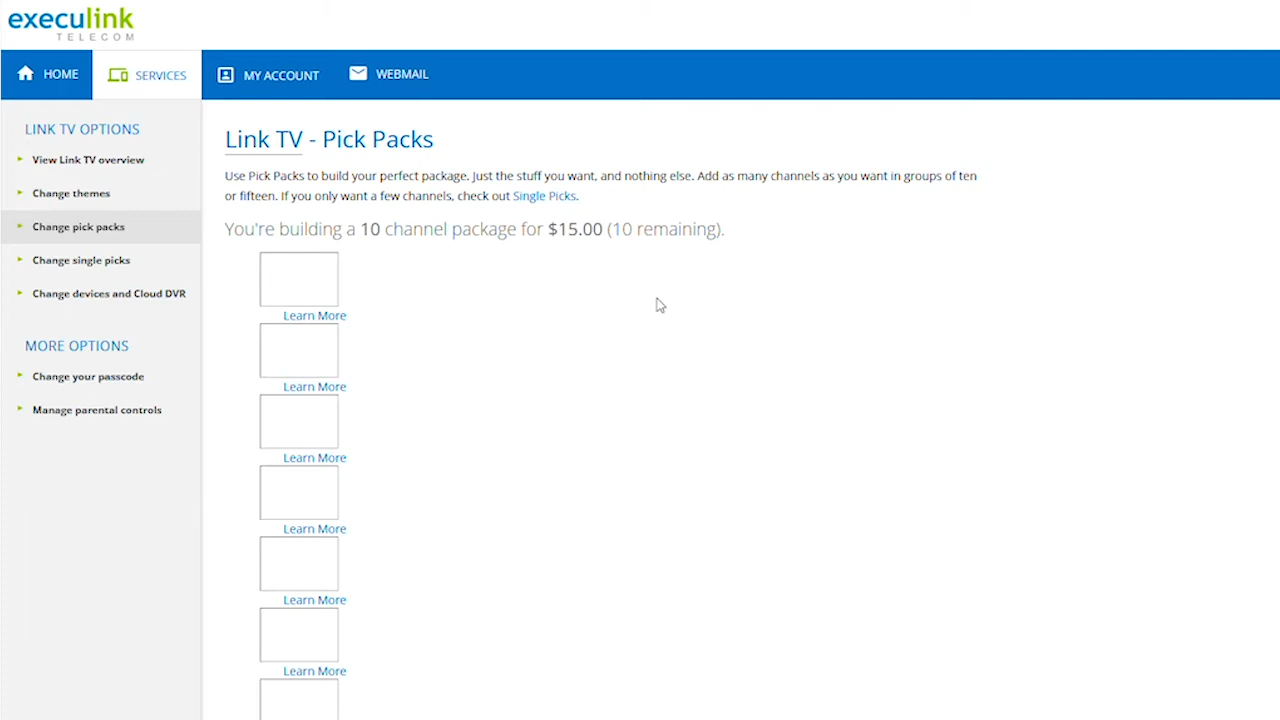 execulink
TELECOM
HOME
SERVICES
MY ACCOUNT
WEBMAIL
LINK TV OPTIONS
View Link TV overview
Change themes
Change pick packs
Change single picks
Change devices and Cloud DVR
MORE OPTIONS
Change your passcode
Manage parental controls
Link TV - Pick Packs
Use Pick Packs to build your perfect package. Just the stuff you want, and nothing else. Add as many channels as you want in groups of ten
or fifteen. If you only want a few channels, check out Single Picks.
You're building a 10 channel package for $15.00 (10 remaining).
Learn More
Learn More
Learn More
Learn More
Learn More
Learn More